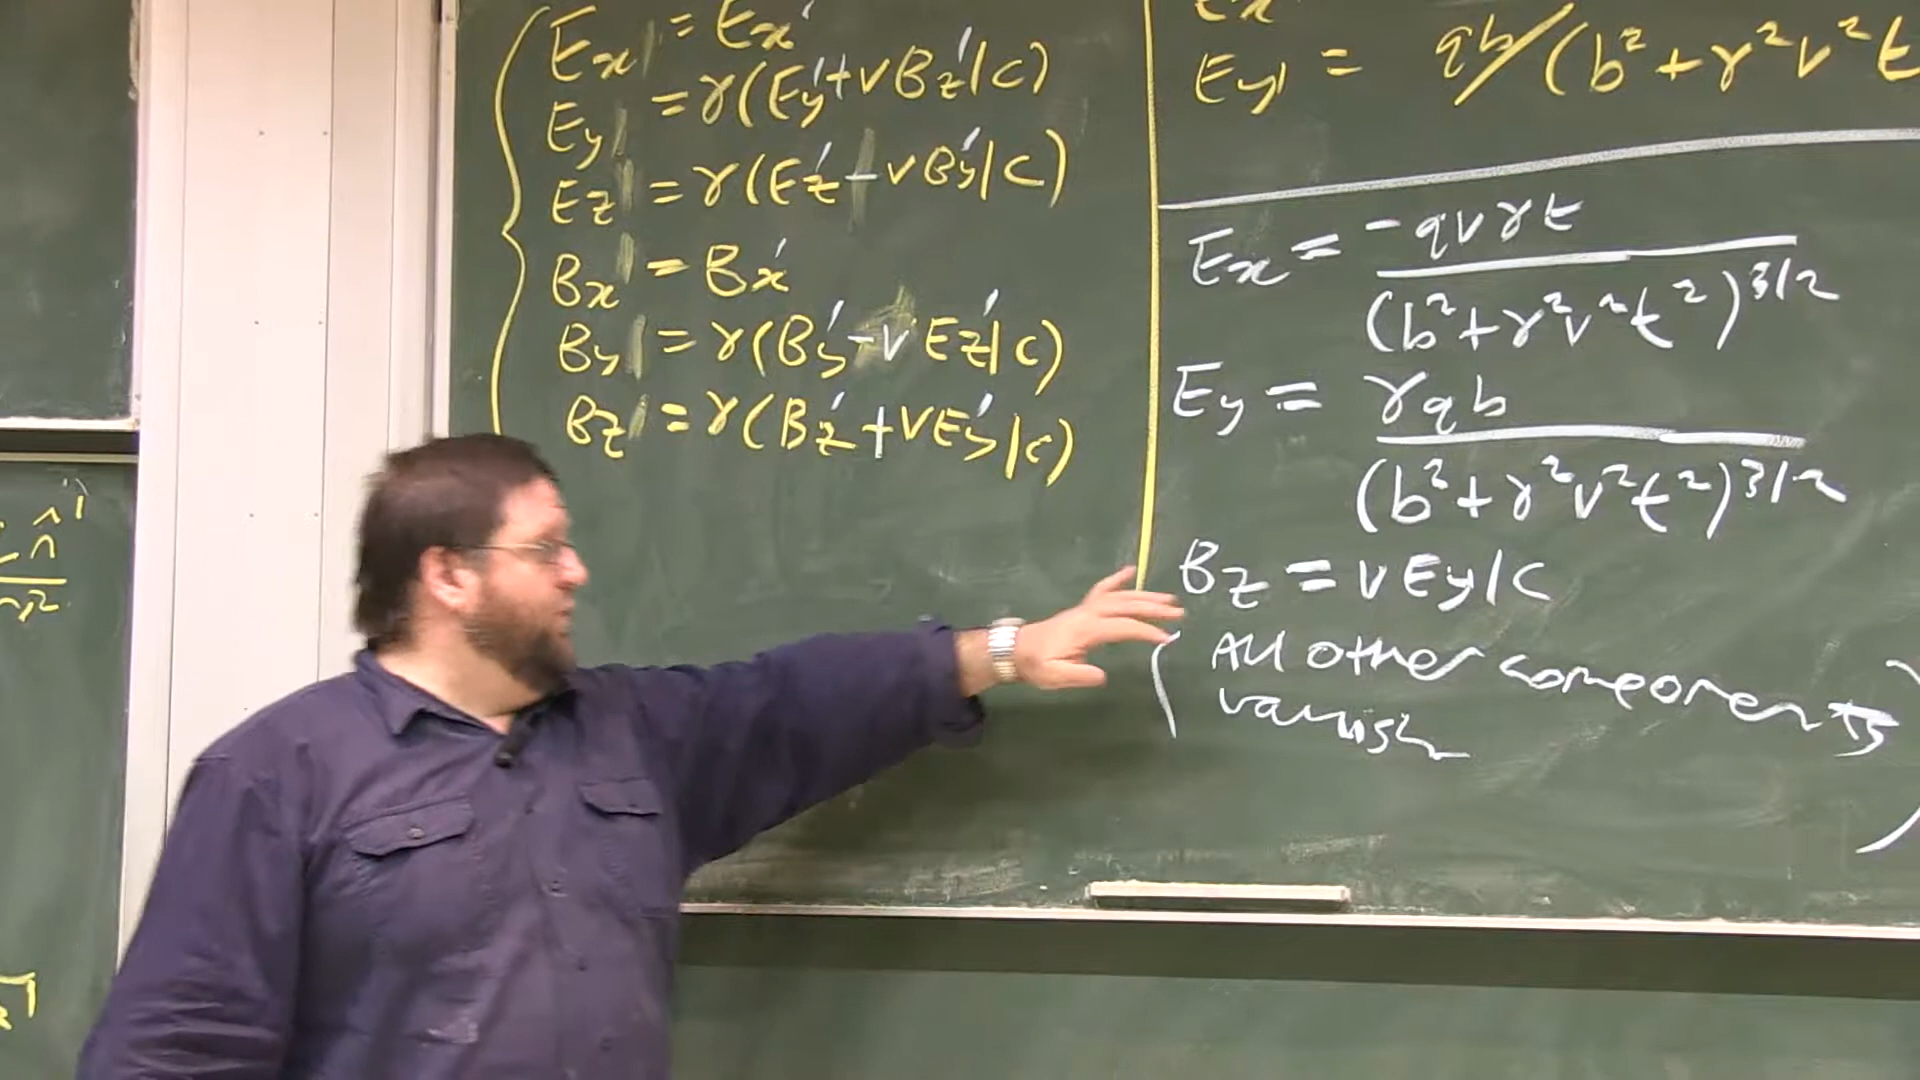 Ex = Ex'
Ey = γ(Ey'+vBz'/c)
Ez = γ(Ez'-vBy'/c)
Bx = Bx'
By = γ(By'-vEz'/c)
Bz = γ(Bz'+vEy'/c)
Ey' = qb/(b²+γ²v²t
Ex = -qvγt
(b²+γ²v²t²)^3/2
Ey = γqb
(b²+γ²v²t²)^3/2
Bz = vEy/c
(All other components
vanish)